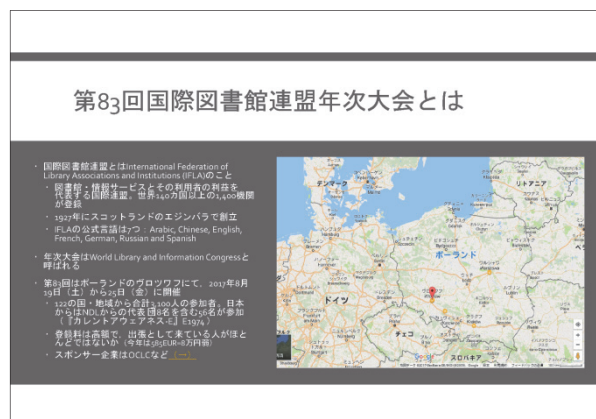 第83回国際図書館連盟年次大会とは
国際図書館連盟とはInternational Federation of
Library Associations and Institutions (IFLA)のこと
図書館・情報サービスとその利用者の利益を
代表する国際連盟。世界140カ国以上の1,400機関
が登録
1927年にスコットランドのエジンバラで創立
IFLAの公式言語は7つ：Arabic, Chinese, English,
French, German, Russian and Spanish
年次大会はWorld Library and Information Congressと
呼ばれる
第83回はポーランドのヴロツワフにて、2017年8月
19日（土）から25日（金）に開催
122の国・地域から合計3,100人の参加者。日本
からはNDLからの代表団8名を含む56名が参加
（『カレントアウェアネス-E』E1974）
登録料は高額で、出張として来ている人がほと
んどではないか（今年は585EUR=8万円弱）
スポンサー企業はOCLCなど（→）
デンマーク
リトアニア
ポーランド
ドイツ
チェコ
スロバキア